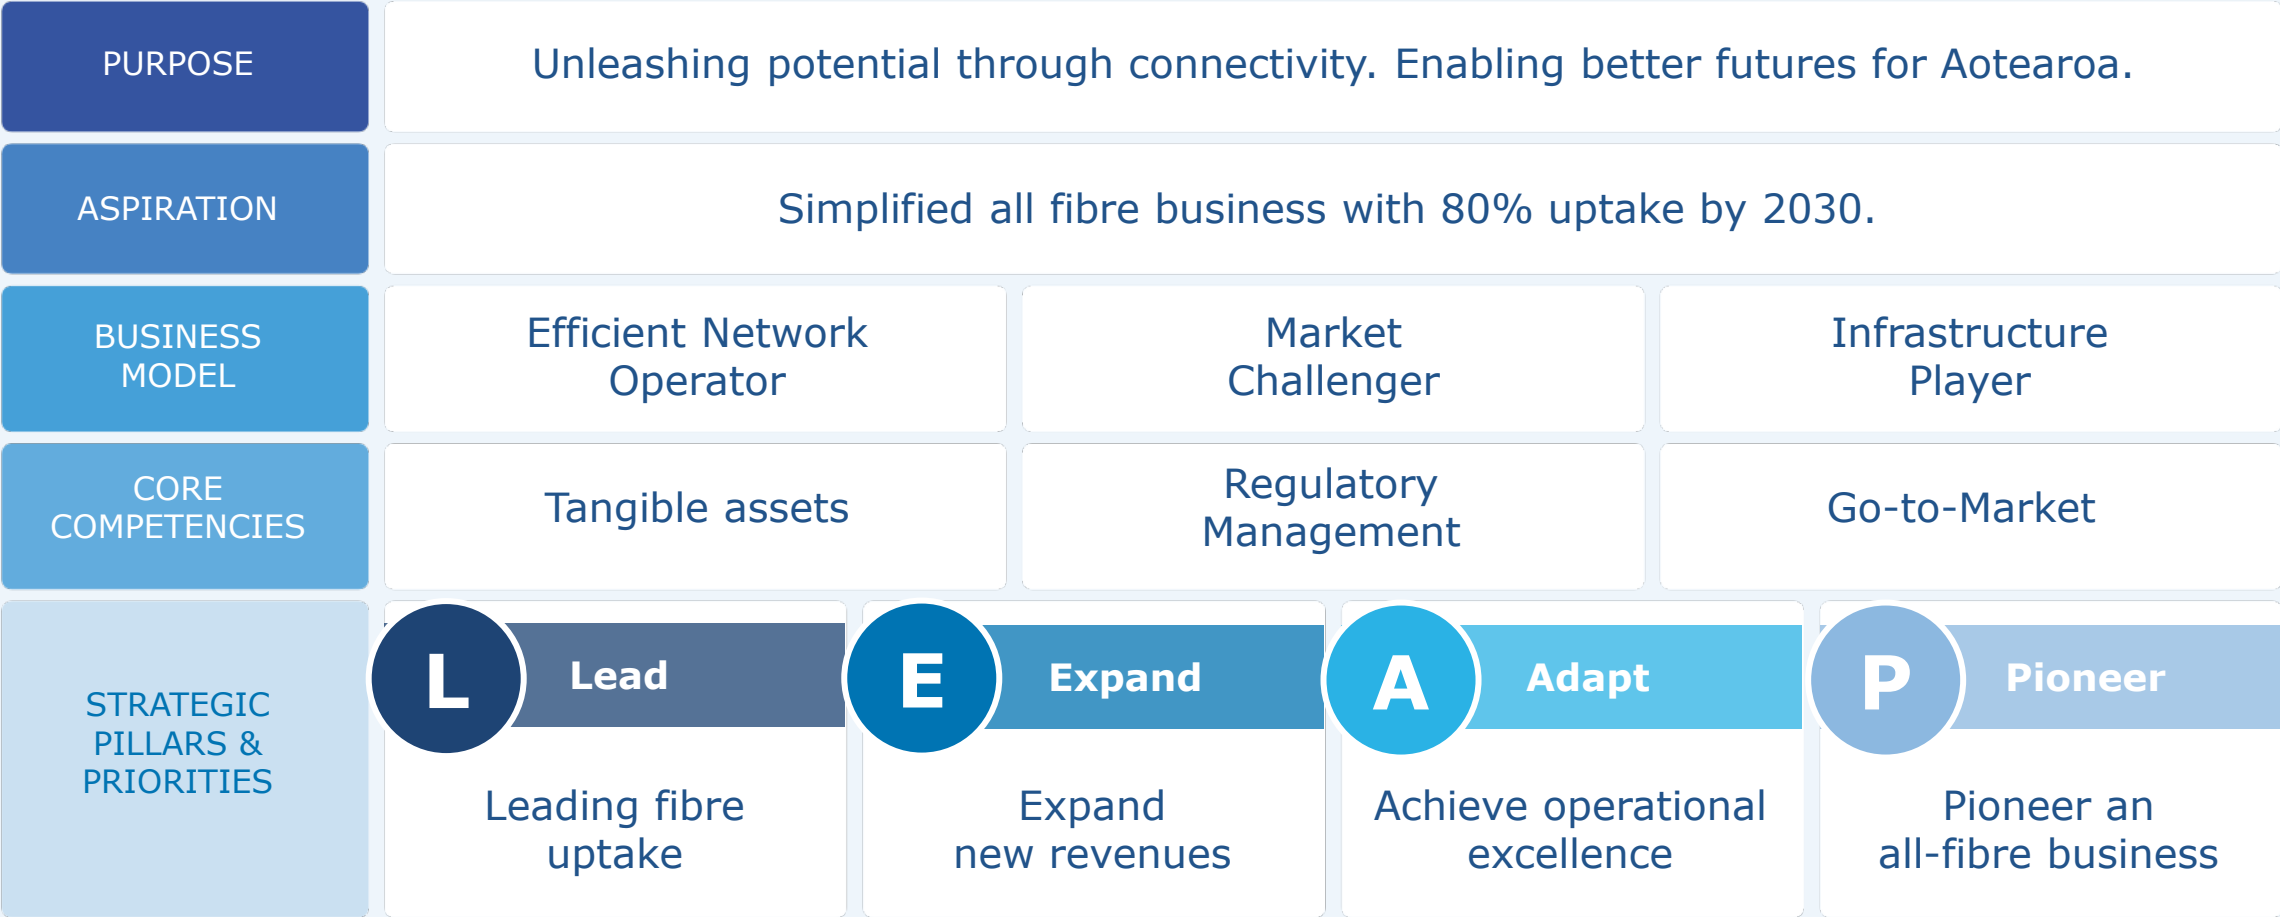 PURPOSE
Unleashing potential through connectivity. Enabling better futures for Aotearoa.
ASPIRATION
Simplified all fibre business with 80% uptake by 2030.
BUSINESS
MODEL
Efficient Network
Operator
Market
Challenger
Infrastructure
Player
CORE
COMPETENCIES
Tangible assets
Regulatory
Management
Go-to-Market
STRATEGIC
PILLARS &
PRIORITIES
L
Lead
Leading fibre
uptake
E
Expand
Expand
new revenues
A
Adapt
Achieve operational
excellence
P
Pioneer
Pioneer an
all-fibre business